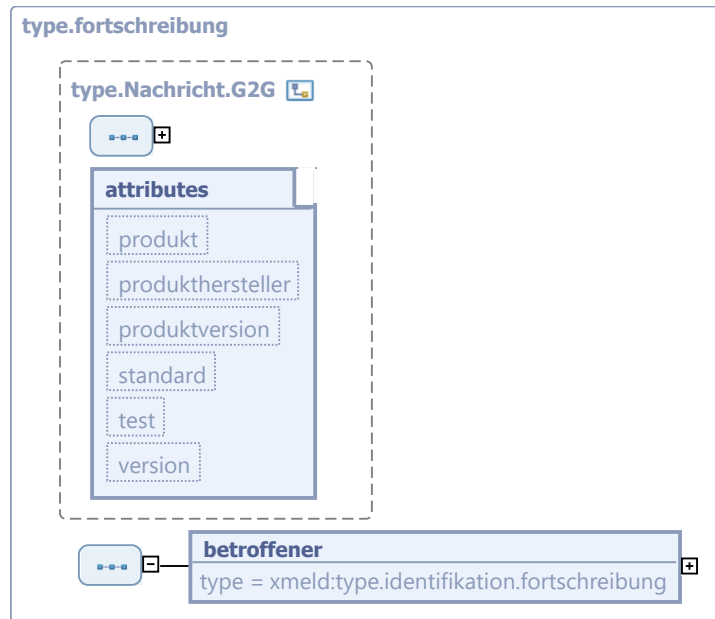 type.fortschreibung
type.Nachricht.G2G
attributes
produkt
produkthersteller
produktversion
standard
test
version
betroffener
type = xmeld:type.identifikation.fortschreibung